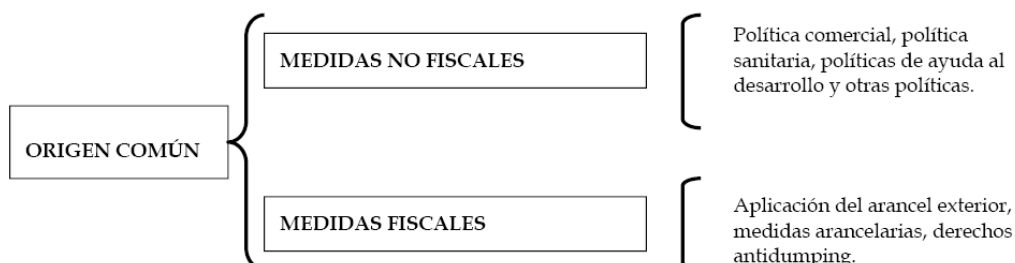 ORIGEN COMÚN
MEDIDAS NO FISCALES
Política comercial, política
sanitaria, políticas de ayuda al
desarrollo y otras políticas.
MEDIDAS FISCALES
Aplicación del arancel exterior,
medidas arancelarias, derechos
antidumping.